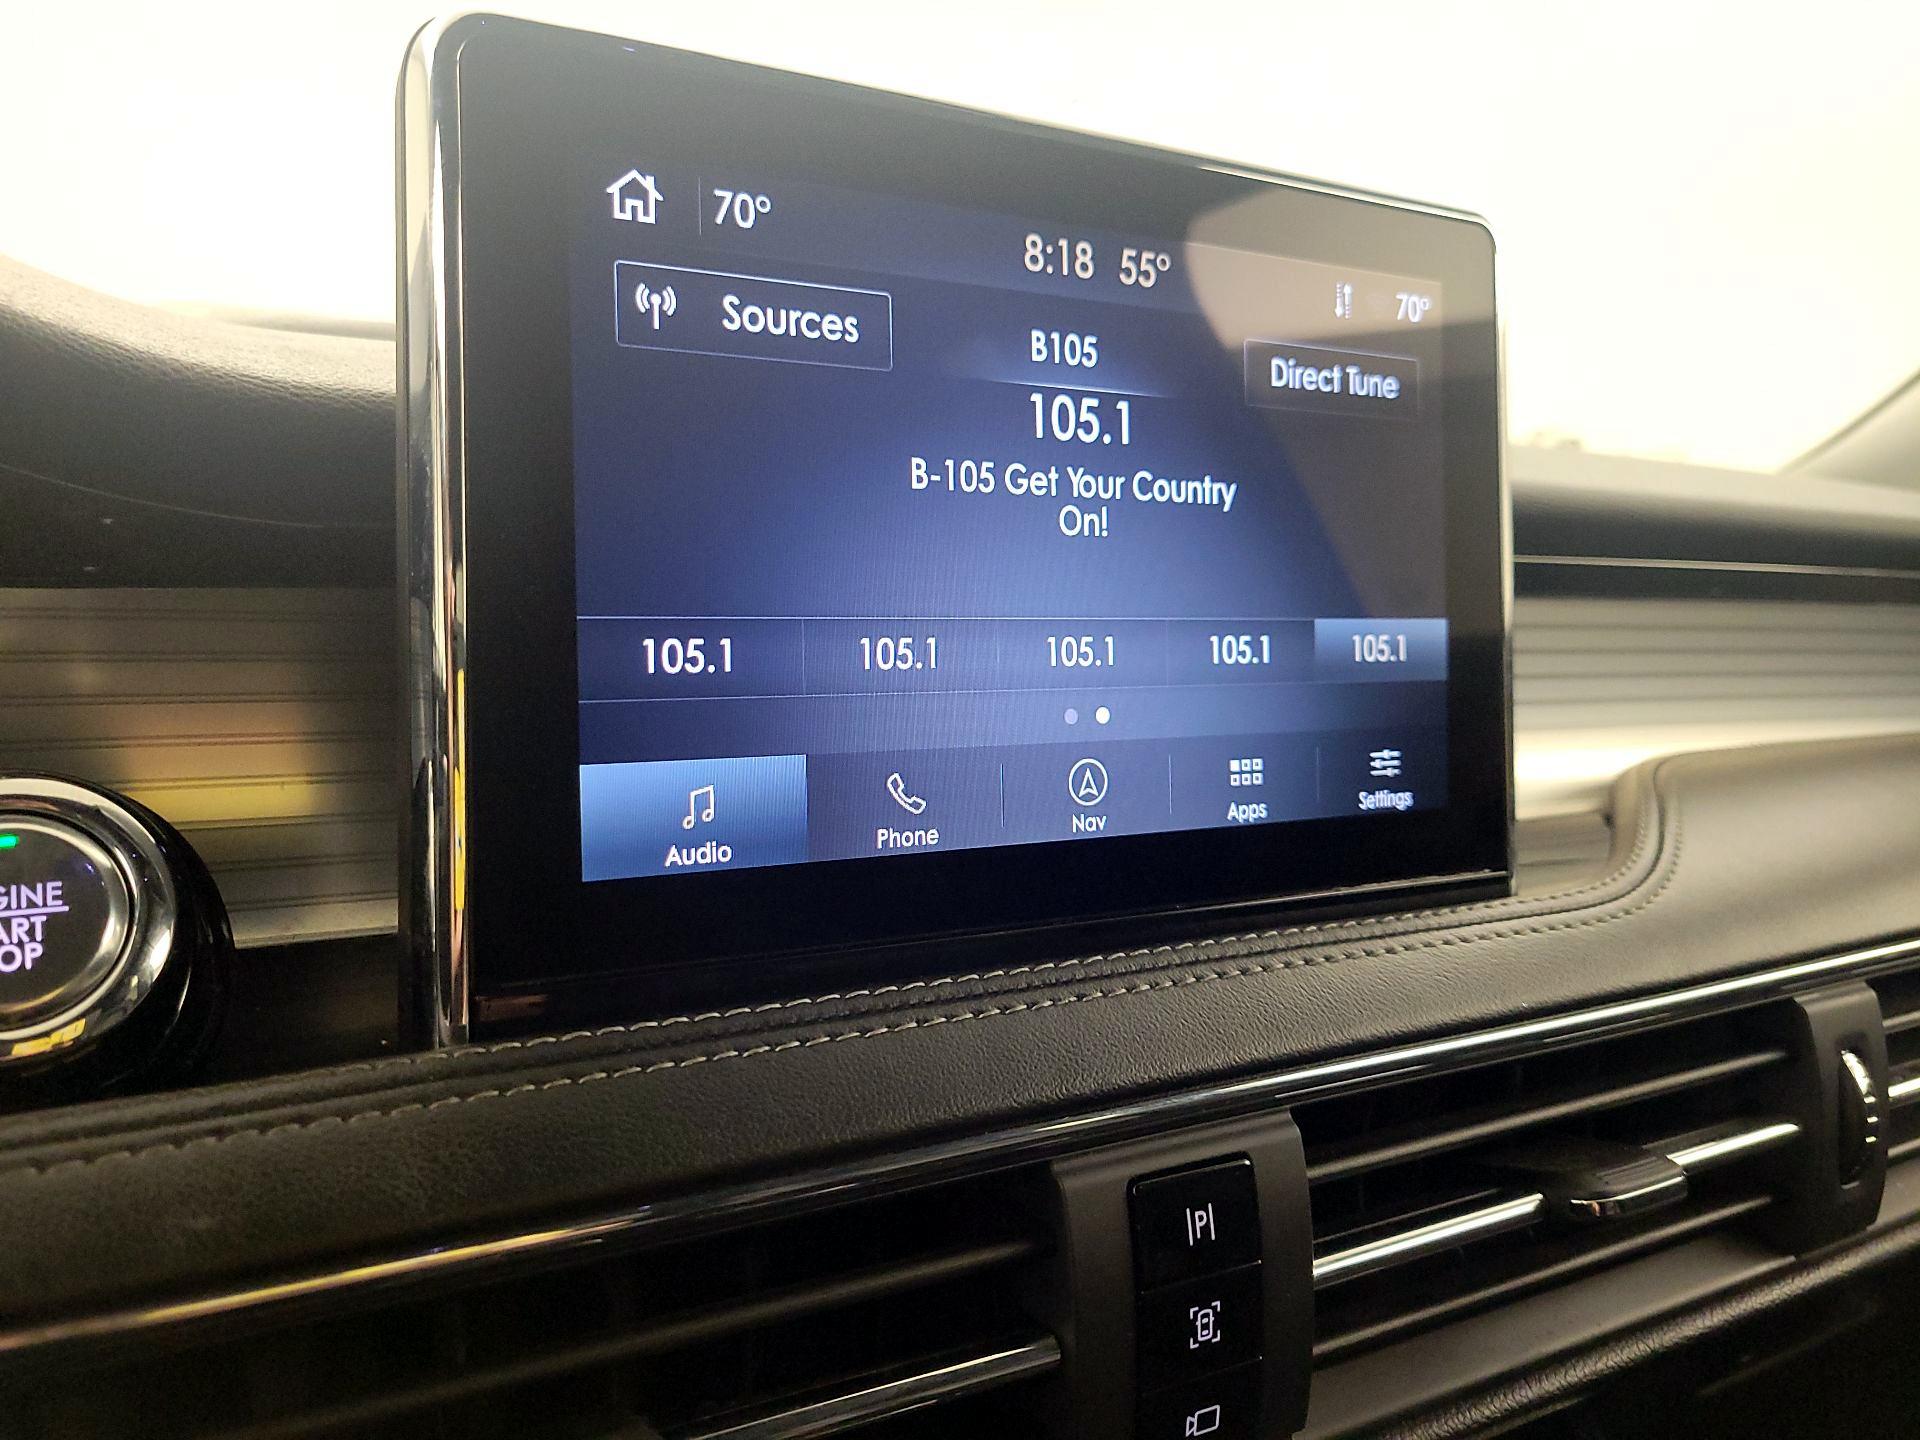 70°
8:18 55°
70°
Sources
B105
Direct Tune
105.1
B-105 Get Your Country
On!
105.1 105.1 105.1 105.1 105.1
Audio Phone Nav Apps Settings
GINE
ART
OP
|P|